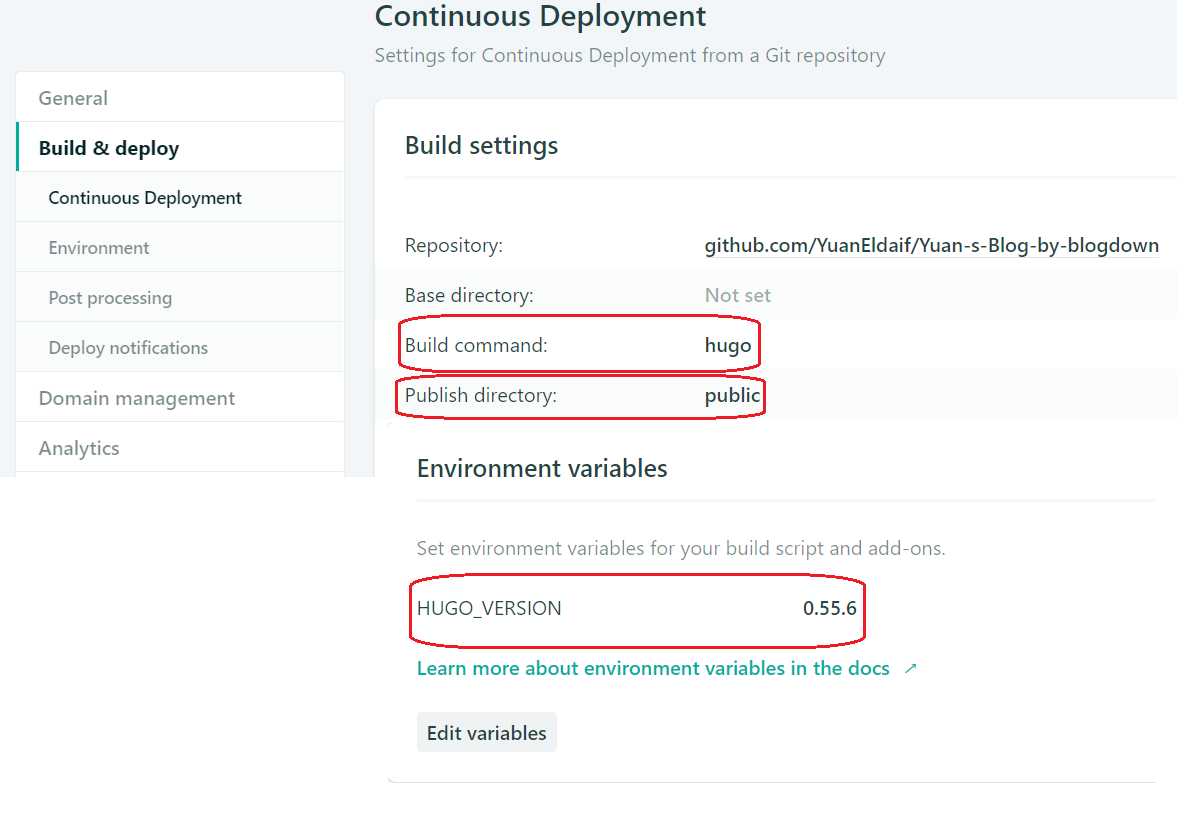 Continuous Deployment
Settings for Continuous Deployment from a Git repository
General
Build & deploy
Continuous Deployment
Environment
Post processing
Deploy notifications
Domain management
Analytics
Build settings
Repository: github.com/YuanEldaif/Yuan-s-Blog-by-blogdown
Base directory: Not set
Build command: hugo
Publish directory: public
Environment variables
Set environment variables for your build script and add-ons.
HUGO_VERSION 0.55.6
Learn more about environment variables in the docs ↗
Edit variables